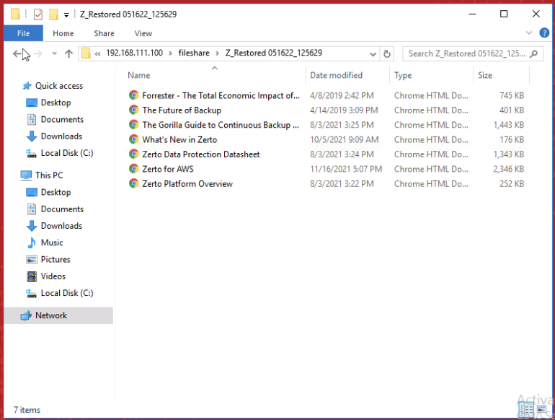 Z_Restored 051622_125629
File Home Share View
« 192.168.111.100 > fileshare > Z_Restored 051622_125629
Search Z_Restored 051622_125...
Name Date modified Type Size
Quick access
Desktop
Documents
Downloads
Local Disk (C:)
This PC
Desktop
Documents
Downloads
Music
Pictures
Videos
Local Disk (C:)
Network
Forrester - The Total Economic Impact of... 4/8/2019 2:42 PM Chrome HTML Do... 745 KB
The Future of Backup 4/14/2019 3:09 PM Chrome HTML Do... 401 KB
The Gorilla Guide to Continuous Backup ... 8/3/2021 3:25 PM Chrome HTML Do... 1,443 KB
What's New in Zerto 10/5/2021 9:09 AM Chrome HTML Do... 176 KB
Zerto Data Protection Datasheet 8/3/2021 3:24 PM Chrome HTML Do... 1,343 KB
Zerto for AWS 11/16/2021 5:07 PM Chrome HTML Do... 2,346 KB
Zerto Platform Overview 8/3/2021 3:22 PM Chrome HTML Do... 252 KB
7 items
Activa